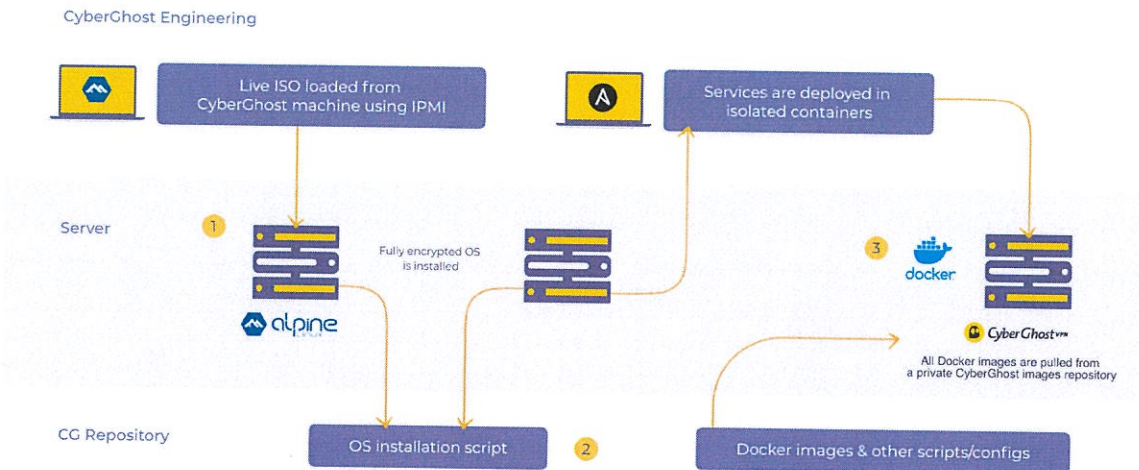 CyberGhost Engineering
Live ISO loaded from
CyberGhost machine using IPMI
Services are deployed in
isolated containers
Server
1
Fully encrypted OS
is installed
3
docker
alpine
LINUX
CyberGhost VPN
All Docker images are pulled from
a private CyberGhost images repository
CG Repository
OS installation script
2
Docker images & other scripts/configs